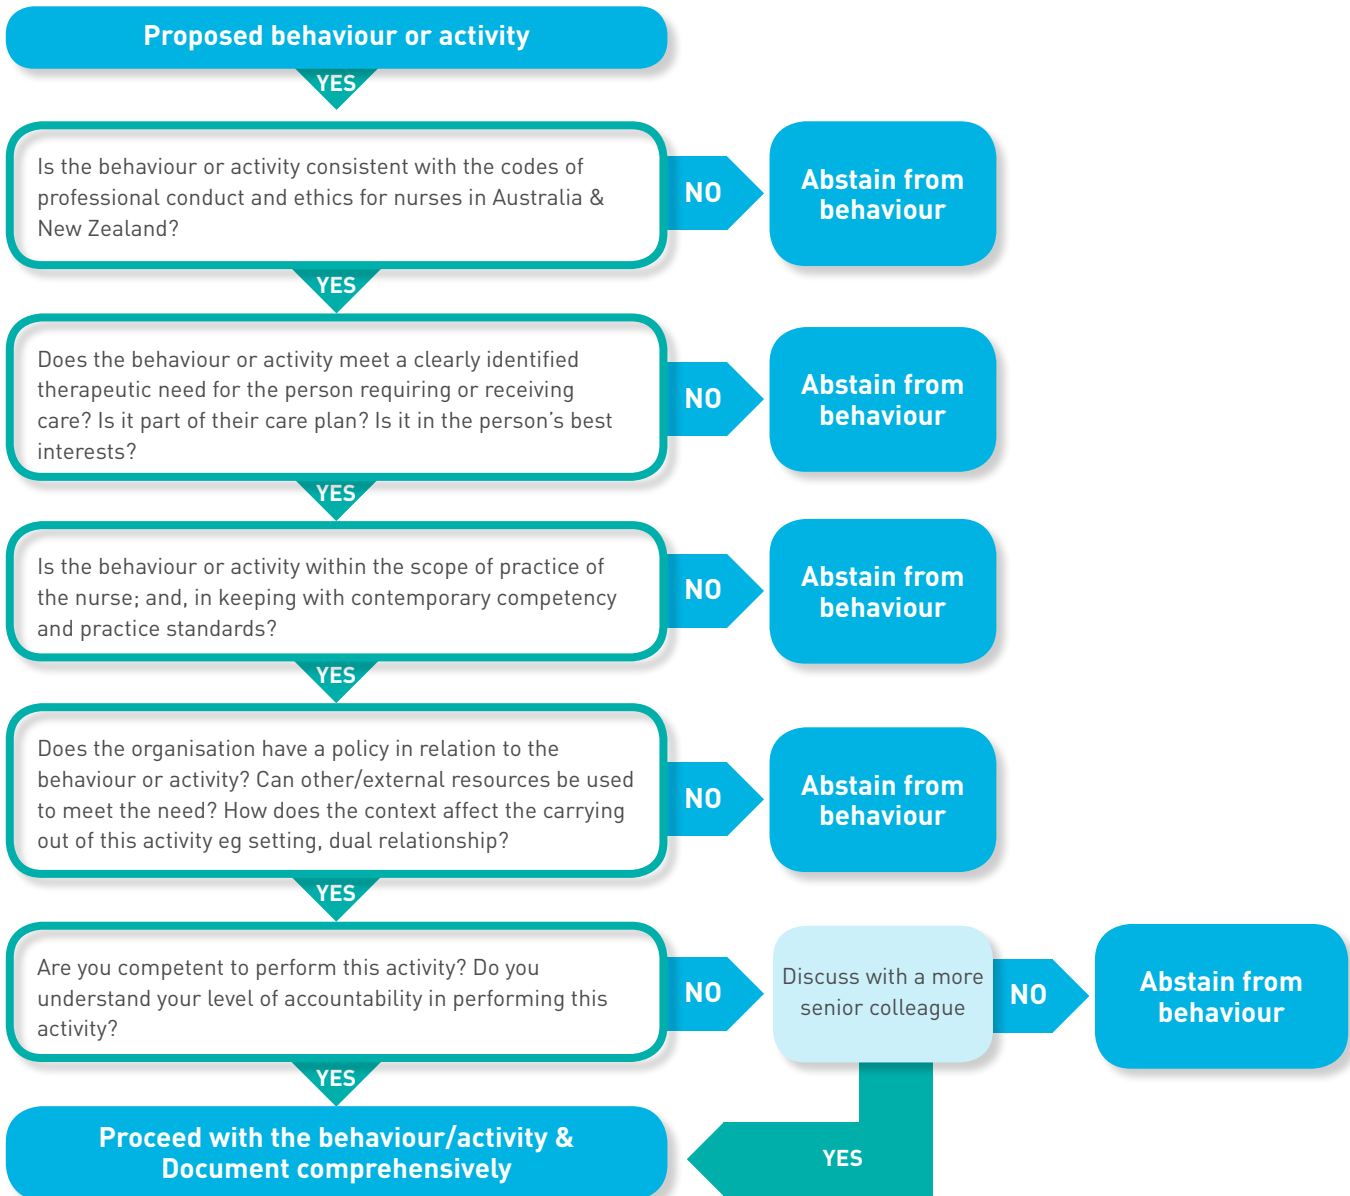 Proposed behaviour or activity
YES
Is the behaviour or activity consistent with the codes of
professional conduct and ethics for nurses in Australia &
New Zealand?
NO
Abstain from
behaviour
YES
Does the behaviour or activity meet a clearly identified
therapeutic need for the person requiring or receiving
care? Is it part of their care plan? Is it in the person's best
interests?
NO
Abstain from
behaviour
YES
Is the behaviour or activity within the scope of practice of
the nurse; and, in keeping with contemporary competency
and practice standards?
NO
Abstain from
behaviour
YES
Does the organisation have a policy in relation to the
behaviour or activity? Can other/external resources be used
to meet the need? How does the context affect the carrying
out of this activity eg setting, dual relationship?
NO
Abstain from
behaviour
YES
Are you competent to perform this activity? Do you
understand your level of accountability in performing this
activity?
NO
Discuss with a more
senior colleague
NO
Abstain from
behaviour
YES
Proceed with the behaviour/activity &
Document comprehensively
YES